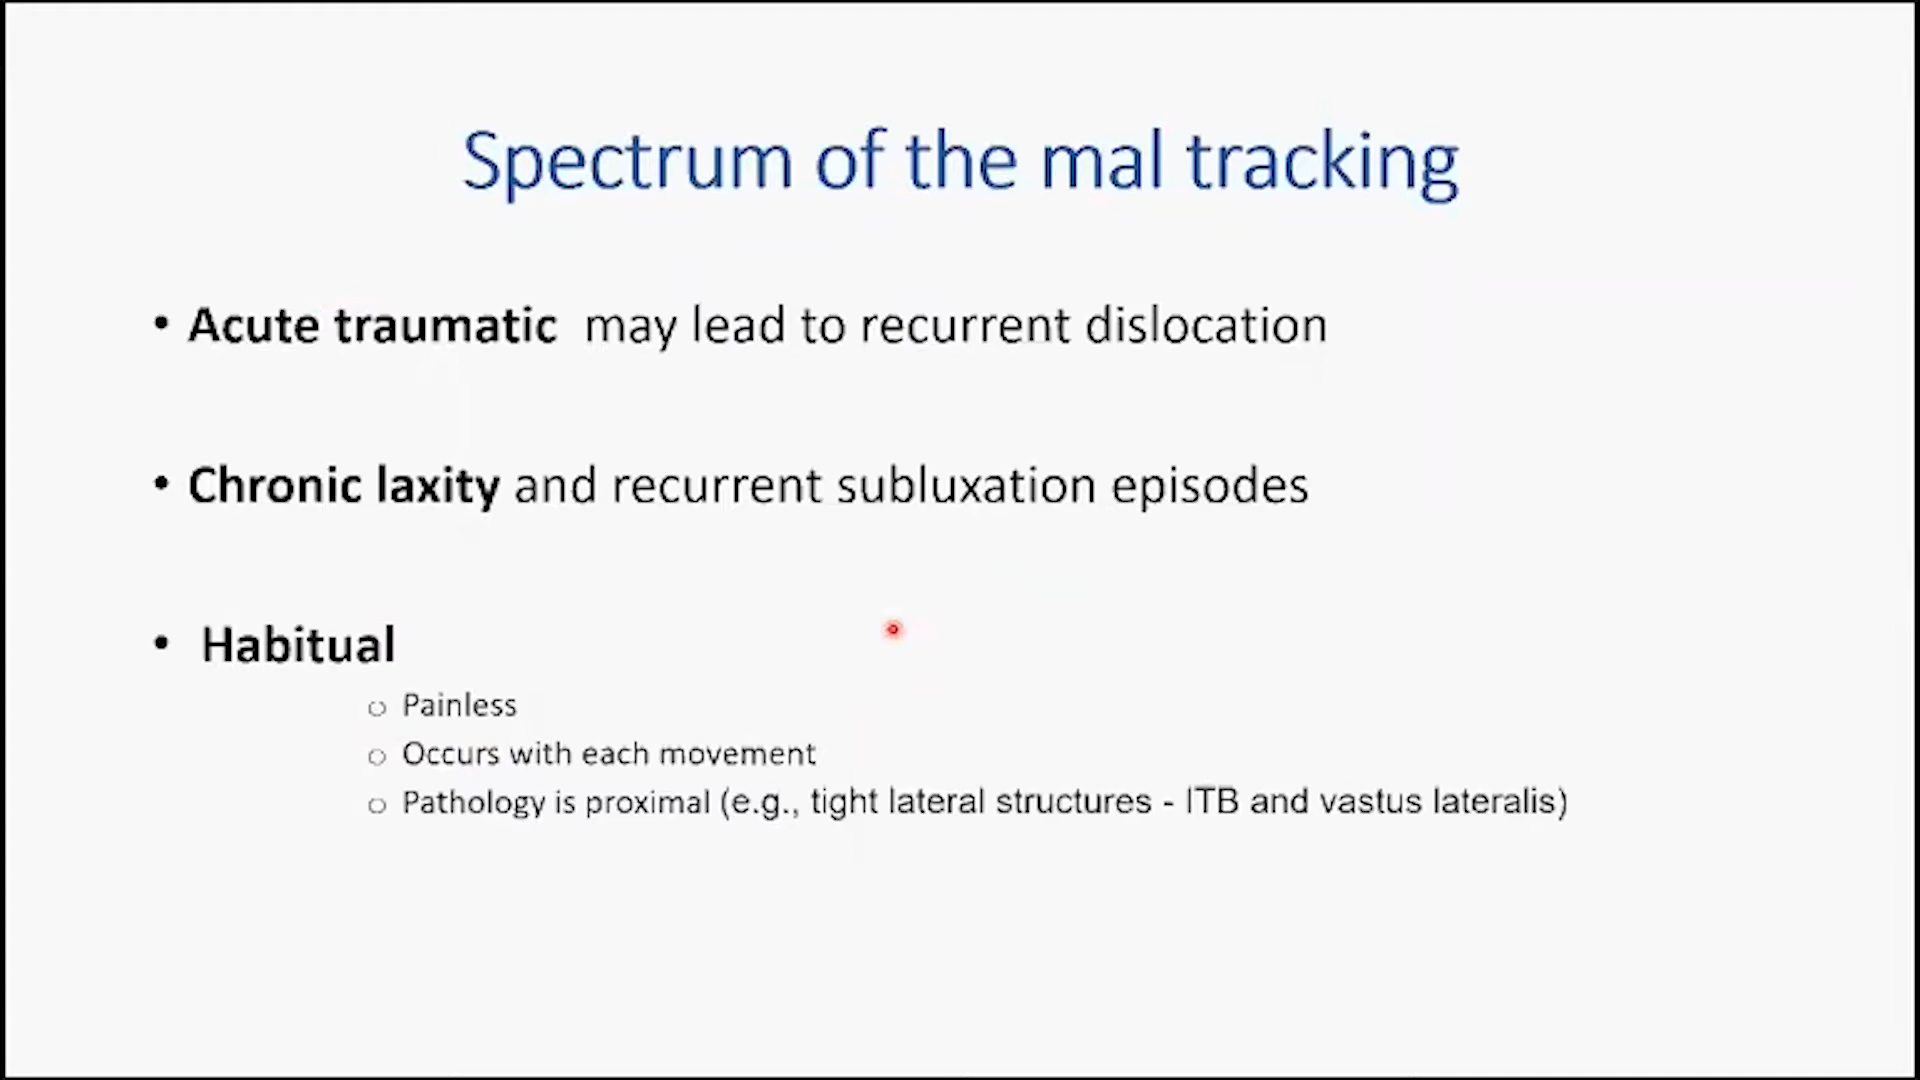 Spectrum of the mal tracking
• Acute traumatic may lead to recurrent dislocation
• Chronic laxity and recurrent subluxation episodes
• Habitual
o Painless
o Occurs with each movement
o Pathology is proximal (e.g., tight lateral structures - ITB and vastus lateralis)